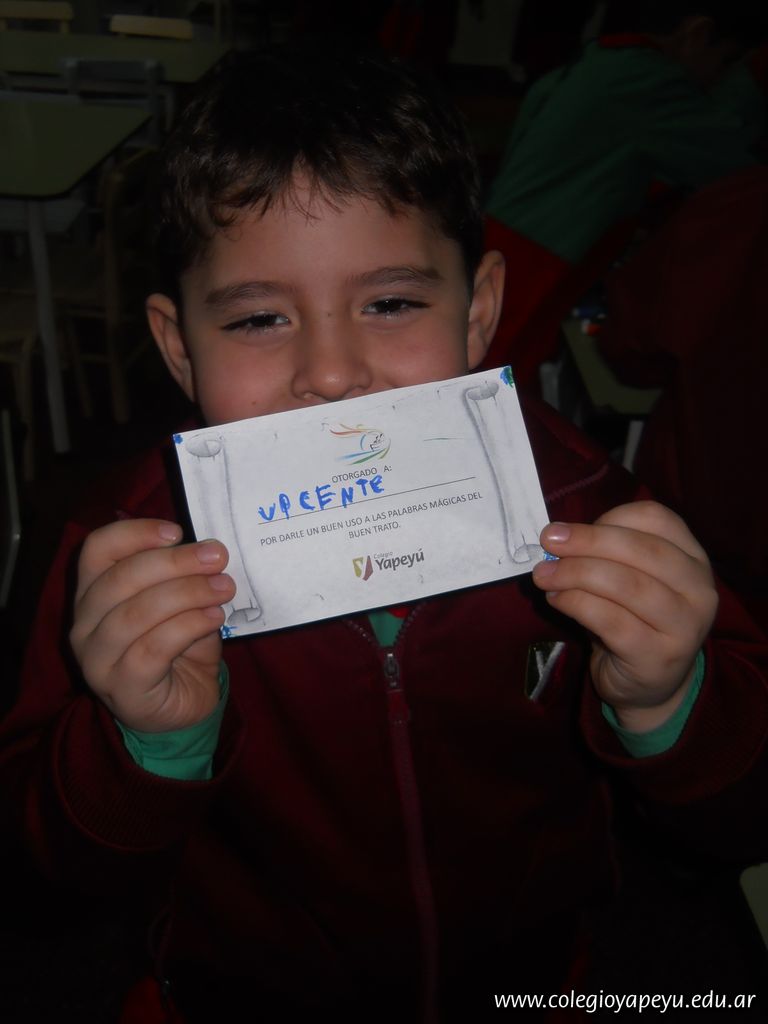 OTORGADO A:
VICENTE
POR DARLE UN BUEN USO A LAS PALABRAS MÁGICAS DEL
BUEN TRATO.
Colegio
Yapeyú
www.colegioyapeyu.edu.ar